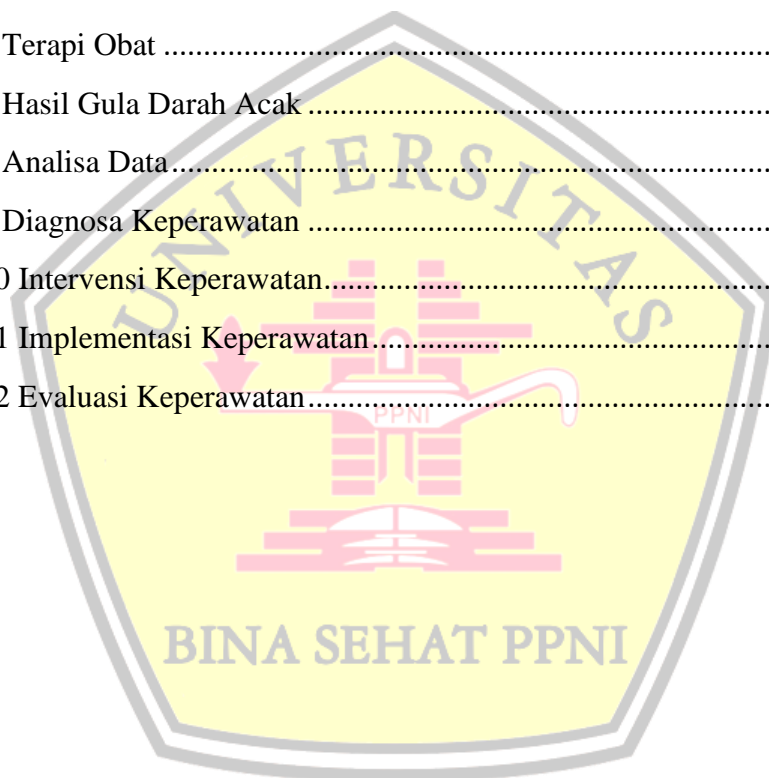 Terapi Obat ........................................................................
Hasil Gula Darah Acak ........................................................
Analisa Data........................................................................
Diagnosa Keperawatan ........................................................
0 Intervensi Keperawatan......................................................
1 Implementasi Keperawatan................................................
2 Evaluasi Keperawatan........................................................
UNIVERSITAS
PPNI
BINA SEHAT PPNI